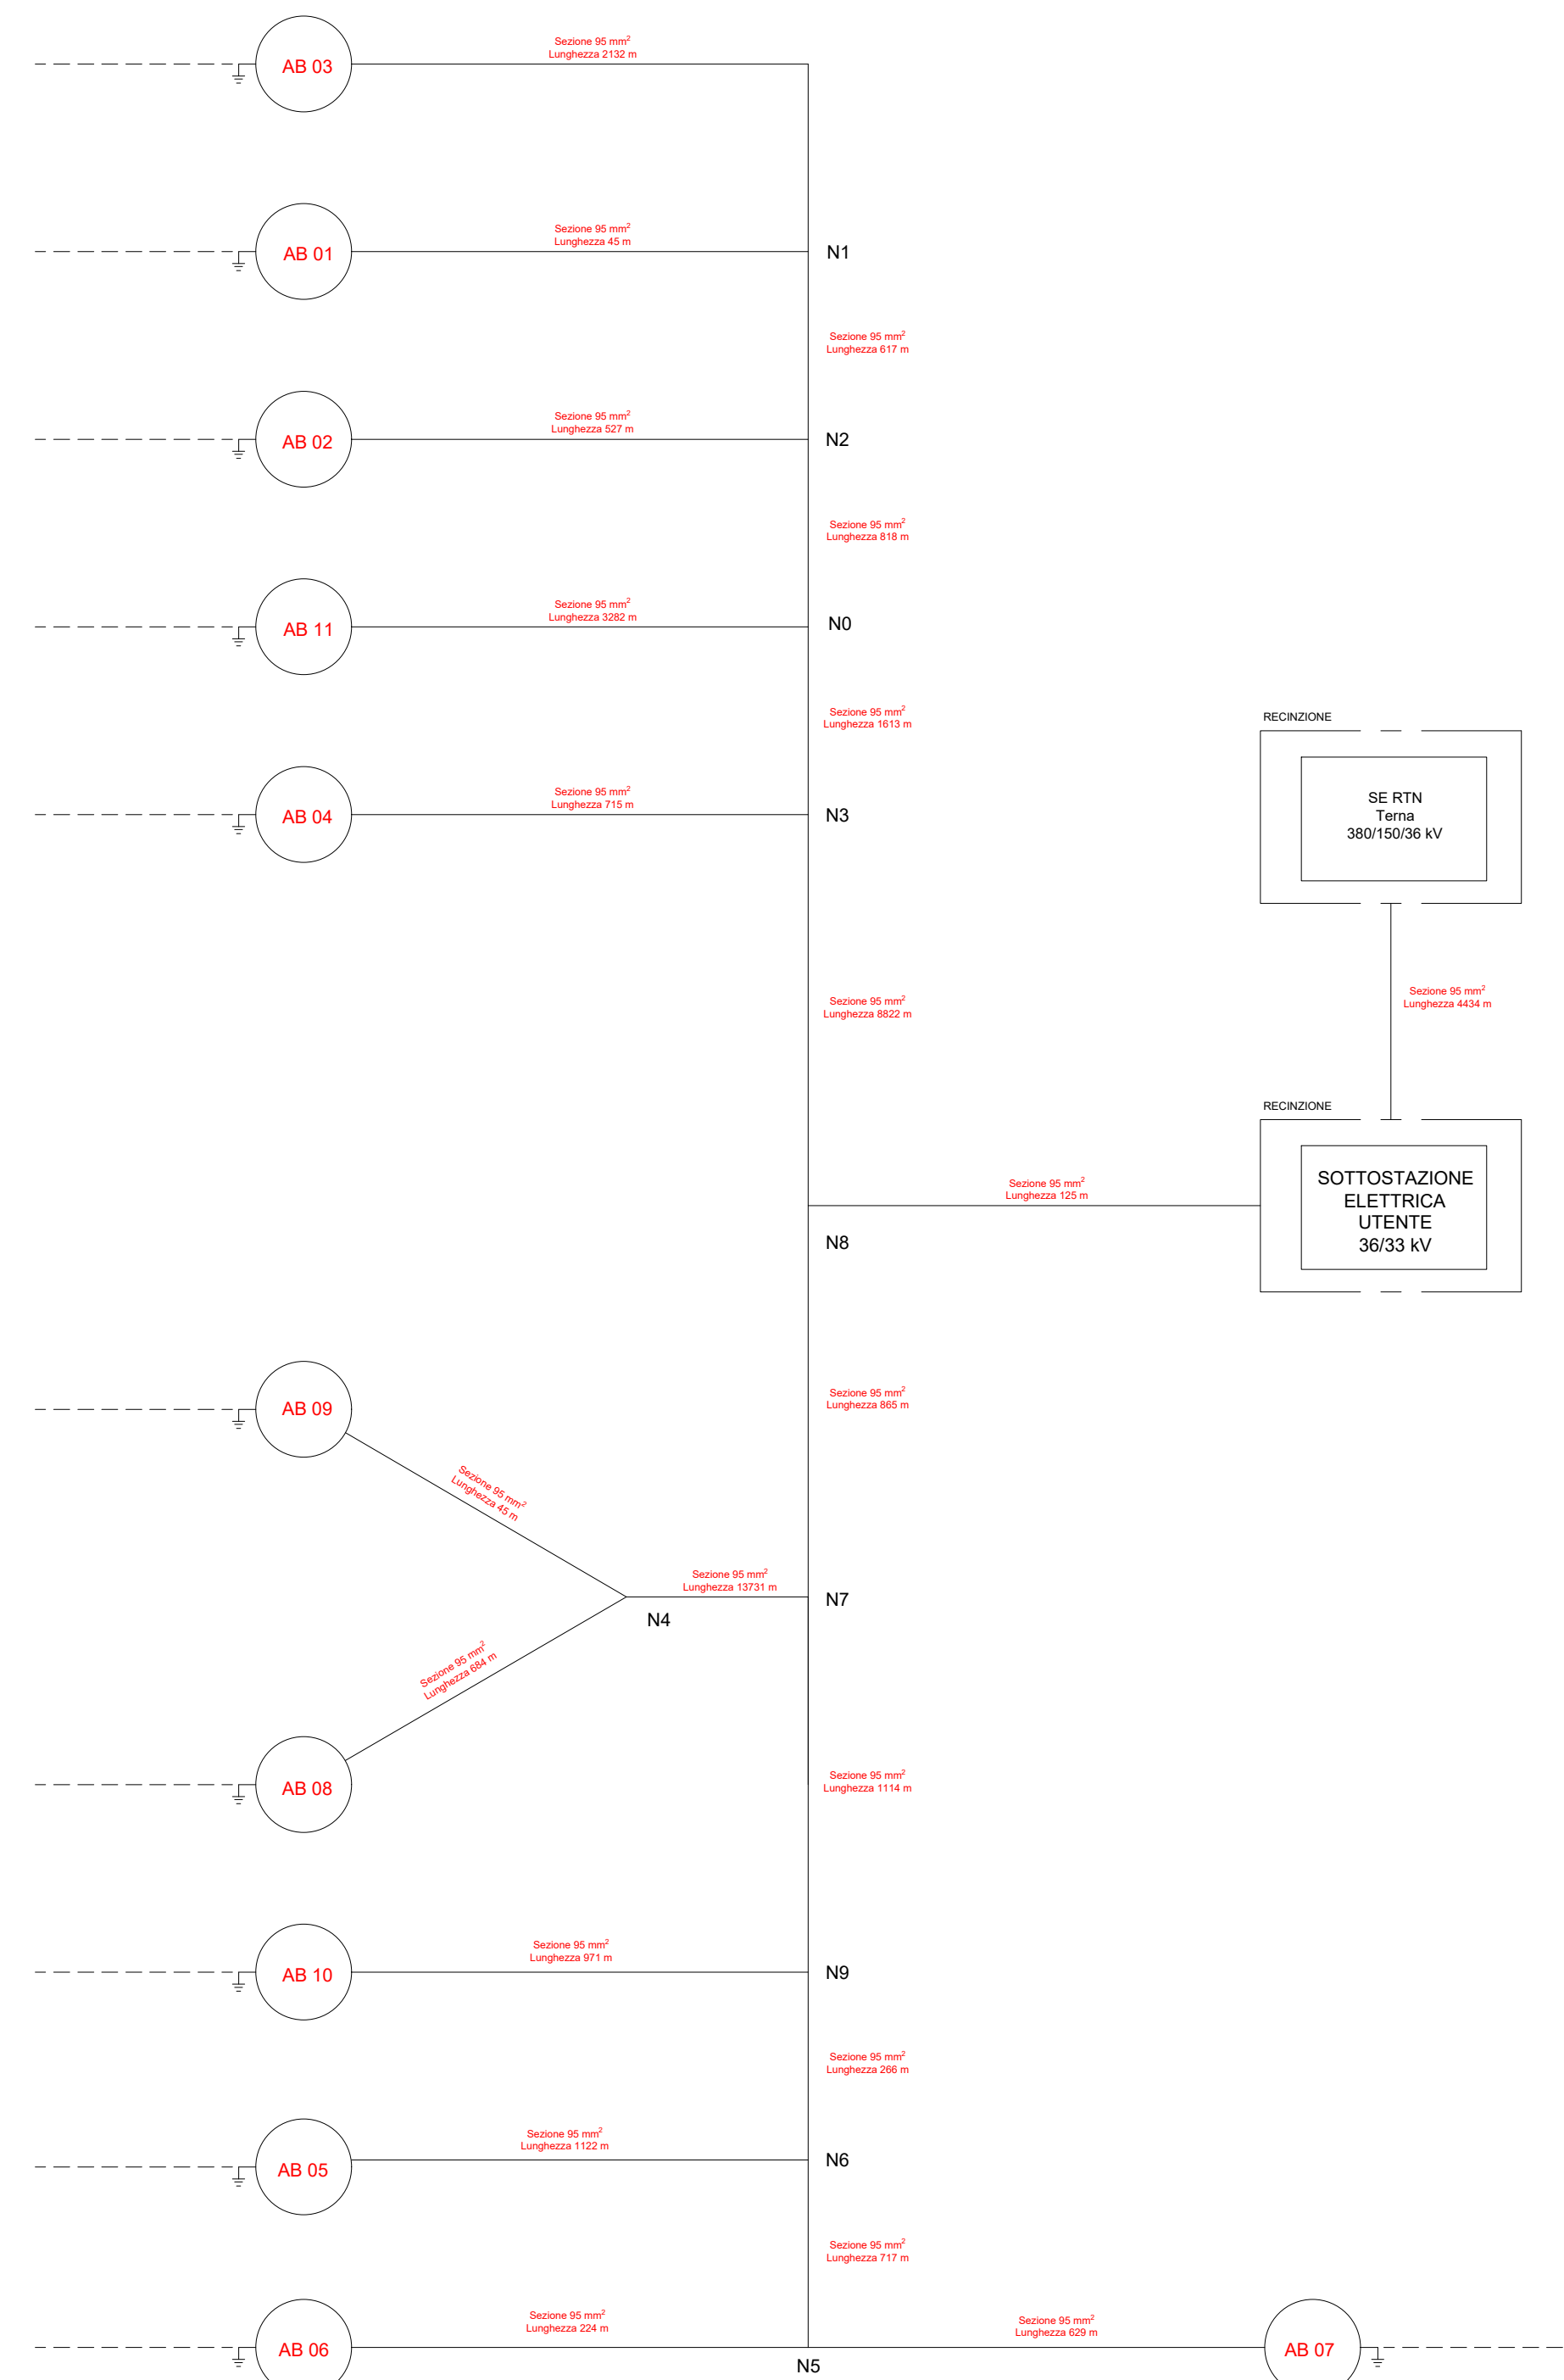 Sezione 95 mm²
Lunghezza 2132 m
AB 03
Sezione 95 mm²
Lunghezza 45 m
AB 01
N1
Sezione 95 mm²
Lunghezza 617 m
Sezione 95 mm²
Lunghezza 527 m
AB 02
N2
Sezione 95 mm²
Lunghezza 818 m
Sezione 95 mm²
Lunghezza 3282 m
AB 11
N0
Sezione 95 mm²
Lunghezza 1613 m
RECINZIONE
SE RTN
Terna
380/150/36 kV
Sezione 95 mm²
Lunghezza 715 m
AB 04
N3
Sezione 95 mm²
Lunghezza 8822 m
Sezione 95 mm²
Lunghezza 4434 m
RECINZIONE
SOTTOSTAZIONE
ELETTRICA
UTENTE
36/33 kV
Sezione 95 mm²
Lunghezza 125 m
N8
Sezione 95 mm²
Lunghezza 865 m
AB 09
Sezione 95 mm²
Lunghezza 45 m
Sezione 95 mm²
Lunghezza 13731 m
N7
N4
Sezione 95 mm²
Lunghezza 684 m
AB 08
Sezione 95 mm²
Lunghezza 1114 m
Sezione 95 mm²
Lunghezza 971 m
AB 10
N9
Sezione 95 mm²
Lunghezza 266 m
Sezione 95 mm²
Lunghezza 1122 m
AB 05
N6
Sezione 95 mm²
Lunghezza 717 m
Sezione 95 mm²
Lunghezza 224 m
Sezione 95 mm²
Lunghezza 629 m
AB 06
AB 07
N5